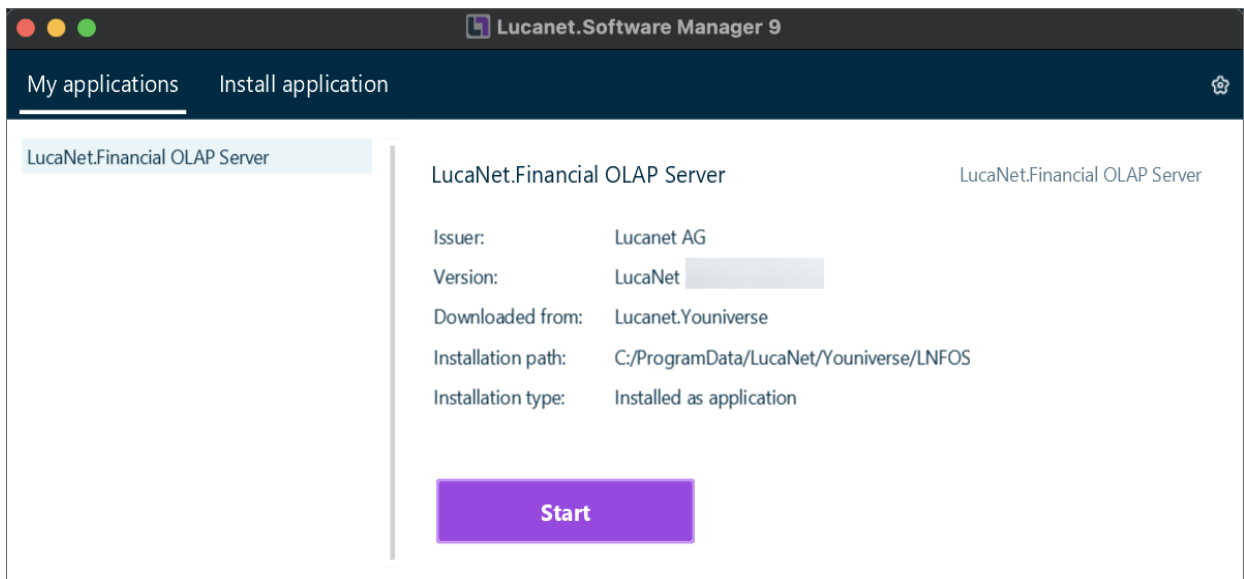 Lucanet.Software Manager 9
My applications Install application
LucaNet.Financial OLAP Server
LucaNet.Financial OLAP Server LucaNet.Financial OLAP Server
Issuer: Lucanet AG
Version: LucaNet
Downloaded from: Lucanet.Youniverse
Installation path: C:/ProgramData/LucaNet/Youniverse/LNFOS
Installation type: Installed as application
Start